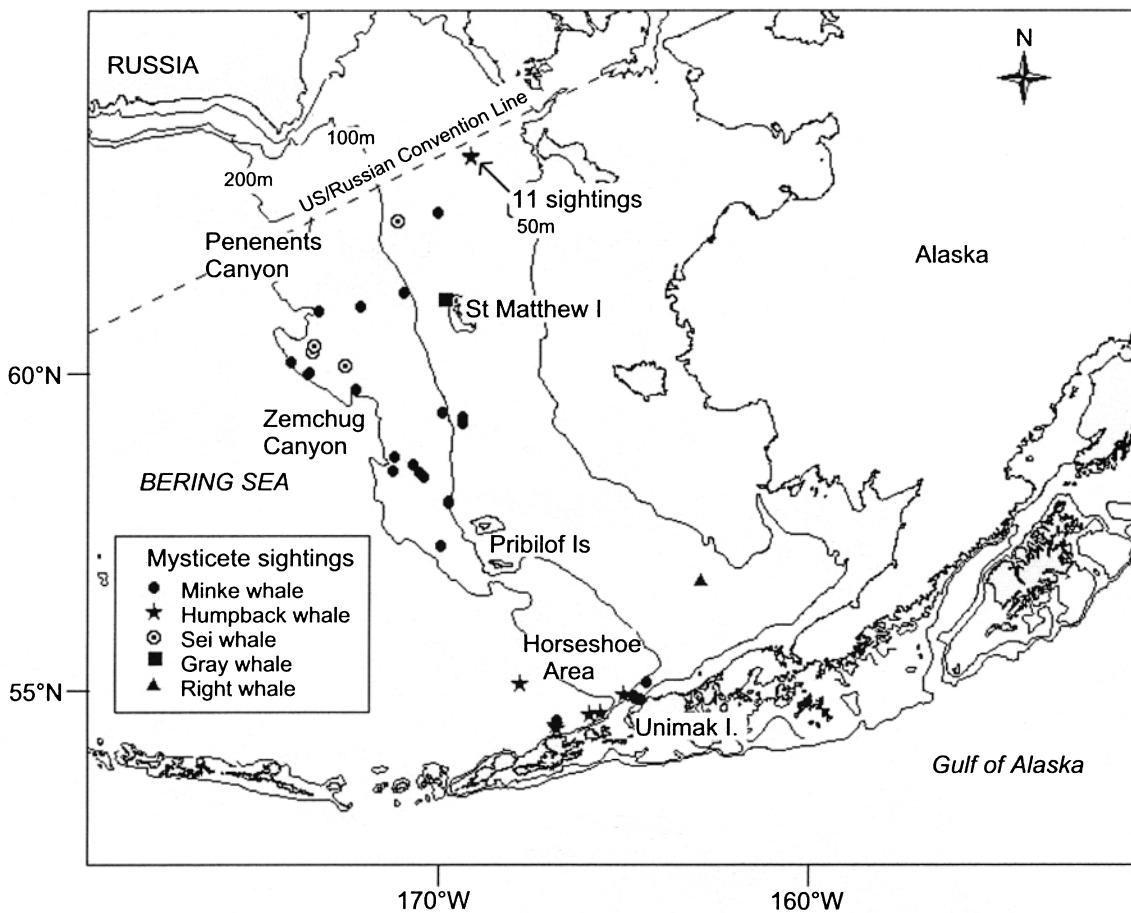 RUSSIA
N
100m
US/Russian Convention Line
200m
11 sightings
50m
Penenents
Canyon
Alaska
St Matthew I
60°N
Zemchug
Canyon
BERING SEA
Pribilof Is
Mysticete sightings
Minke whale
Humpback whale
Sei whale
Gray whale
Right whale
Horseshoe
Area
55°N
Unimak I.
Gulf of Alaska
170°W
160°W